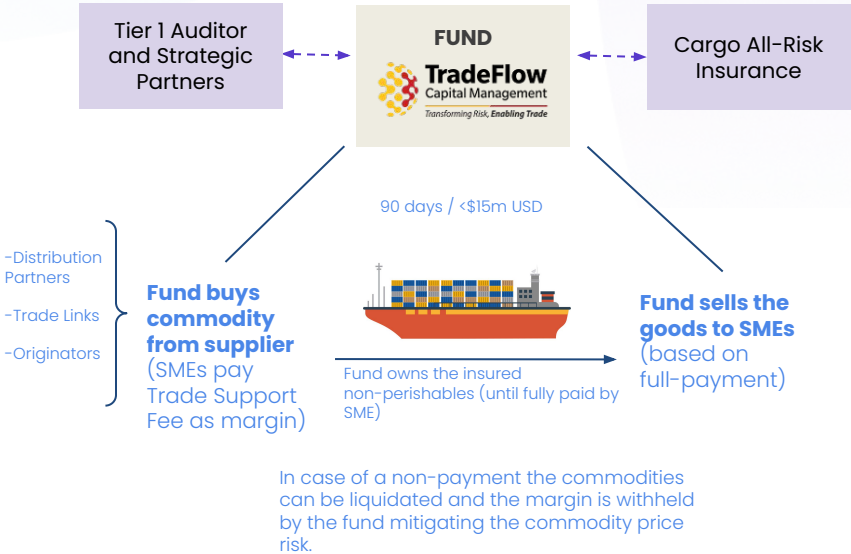 Tier 1 Auditor
and Strategic
Partners
FUND
TradeFlow
Capital Management
Transforming Risk, Enabling Trade
Cargo All-Risk
Insurance
90 days / <$15m USD
-Distribution
Partners
-Trade Links
-Originators
Fund buys
commodity
from supplier
(SMEs pay
Trade Support
Fee as margin)
Fund owns the insured
non-perishables (until fully paid by
SME)
Fund sells the
goods to SMEs
(based on
full-payment)
In case of a non-payment the commodities
can be liquidated and the margin is withheld
by the fund mitigating the commodity price
risk.